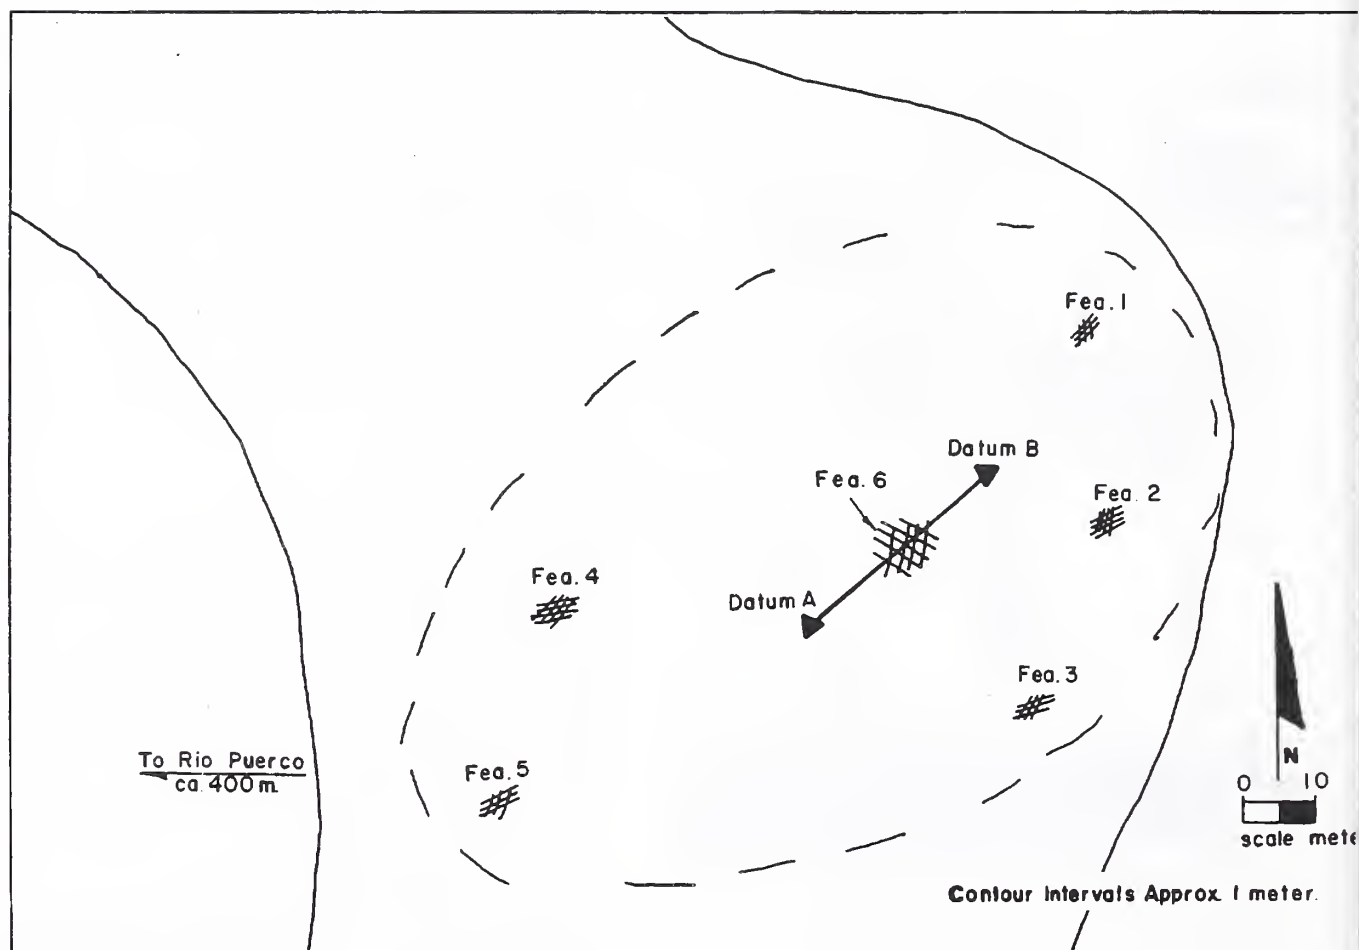 Fea. 1
Datum B
Fea. 6
Fea. 2
Fea. 4
Datum A
Fea. 3
To Rio Puerco
ca. 400 m.
Fea. 5
N
0 10
scale mete
Contour Intervals Approx. 1 meter.